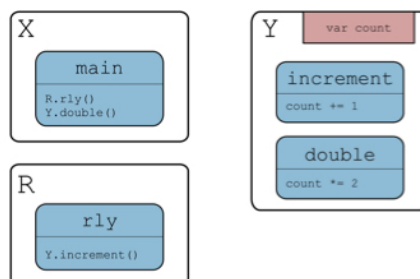 X
main
R.rly()
Y.double()
R
rly
Y.increment()
Y
var count
increment
count += 1
double
count *= 2